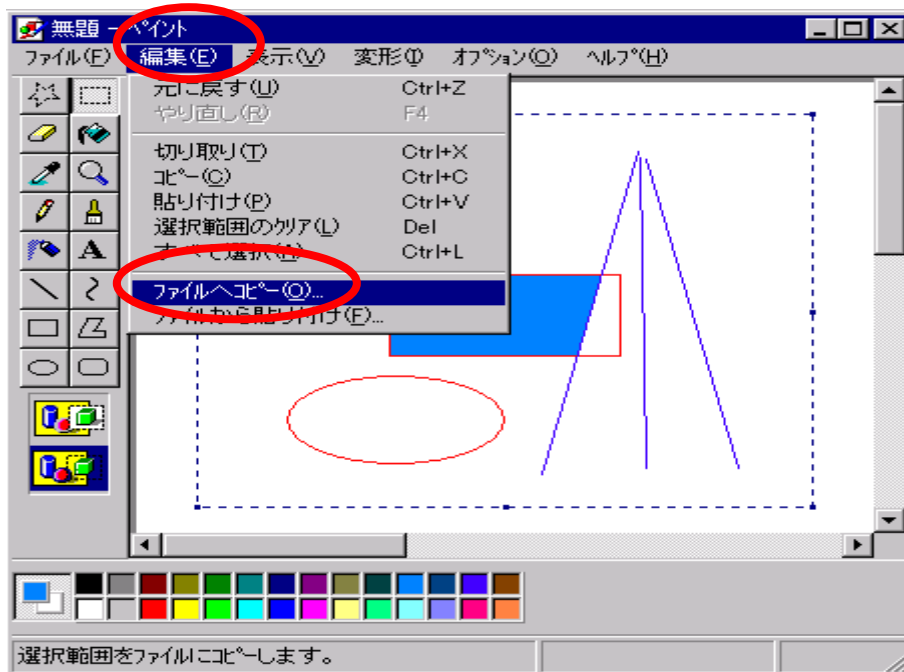 無題 - ペイント
ファイル(F) 編集(E) 表示(V) 変形(I) オプション(O) ヘルプ(H)
元に戻す(U) Ctrl+Z
やり直し(R) F4
切り取り(T) Ctrl+X
コピー(C) Ctrl+C
貼り付け(P) Ctrl+V
選択範囲のクリア(L) Del
すべて選択(A) Ctrl+L
ファイルへコピー(O)...
ファイルから貼り付け(F)...
A
選択範囲をファイルにコピーします。